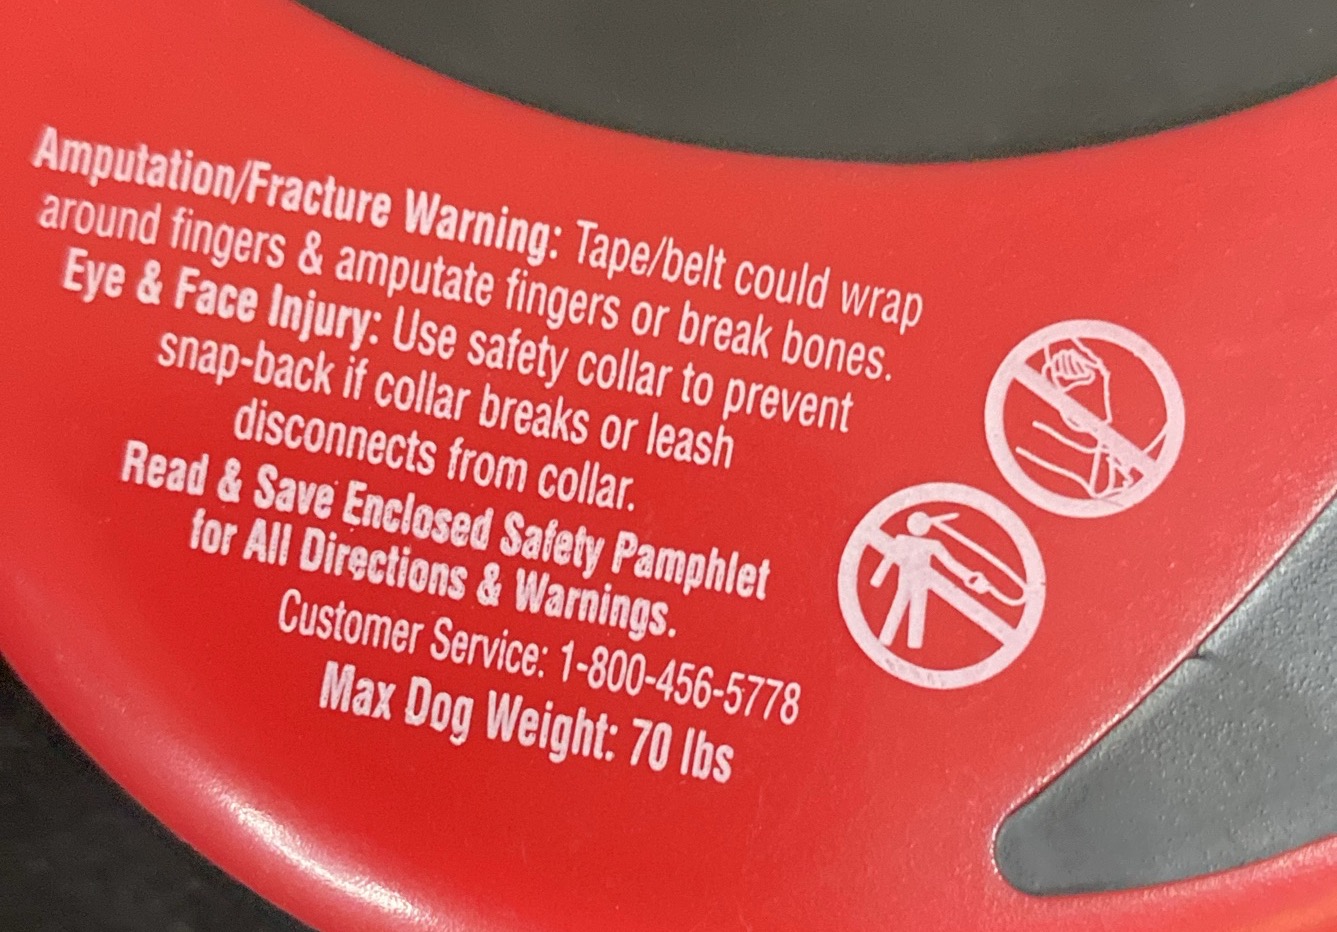 Amputation/Fracture Warning: Tape/belt could wrap
around fingers & amputate fingers or break bones.
Eye & Face Injury: Use safety collar to prevent
snap-back if collar breaks or leash
disconnects from collar.
Read & Save Enclosed Safety Pamphlet
for All Directions & Warnings.
Customer Service: 1-800-456-5778
Max Dog Weight: 70 lbs